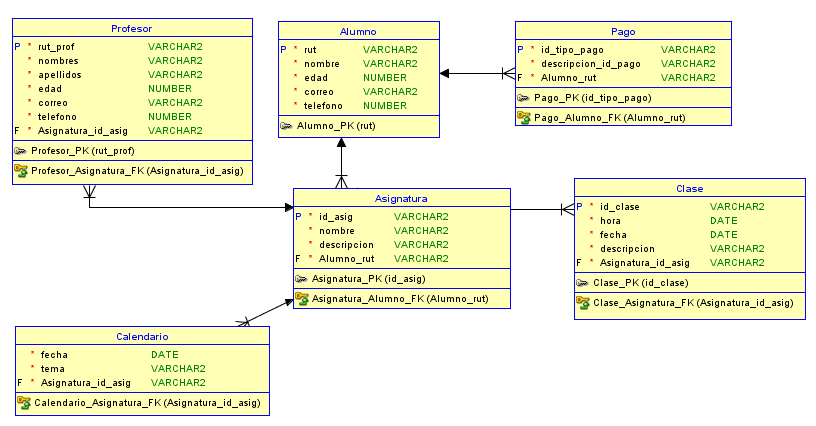 Profesor
P * rut_prof VARCHAR2
* nombres VARCHAR2
* apellidos VARCHAR2
* edad NUMBER
* correo VARCHAR2
* telefono NUMBER
F * Asignatura_id_asig VARCHAR2
Profesor_PK (rut_prof)
Profesor_Asignatura_FK (Asignatura_id_asig)
Alumno
P * rut VARCHAR2
* nombre VARCHAR2
* edad NUMBER
* correo VARCHAR2
* telefono NUMBER
Alumno_PK (rut)
Pago
P * id_tipo_pago VARCHAR2
* descripcion_id_pago VARCHAR2
F * Alumno_rut VARCHAR2
Pago_PK (id_tipo_pago)
Pago_Alumno_FK (Alumno_rut)
Asignatura
P * id_asig VARCHAR2
* nombre VARCHAR2
* descripcion VARCHAR2
F * Alumno_rut VARCHAR2
Asignatura_PK (id_asig)
Asignatura_Alumno_FK (Alumno_rut)
Clase
P * id_clase VARCHAR2
* hora DATE
* fecha DATE
* descripcion VARCHAR2
F * Asignatura_id_asig VARCHAR2
Clase_PK (id_clase)
Clase_Asignatura_FK (Asignatura_id_asig)
Calendario
* fecha DATE
* tema VARCHAR2
F * Asignatura_id_asig VARCHAR2
Calendario_Asignatura_FK (Asignatura_id_asig)